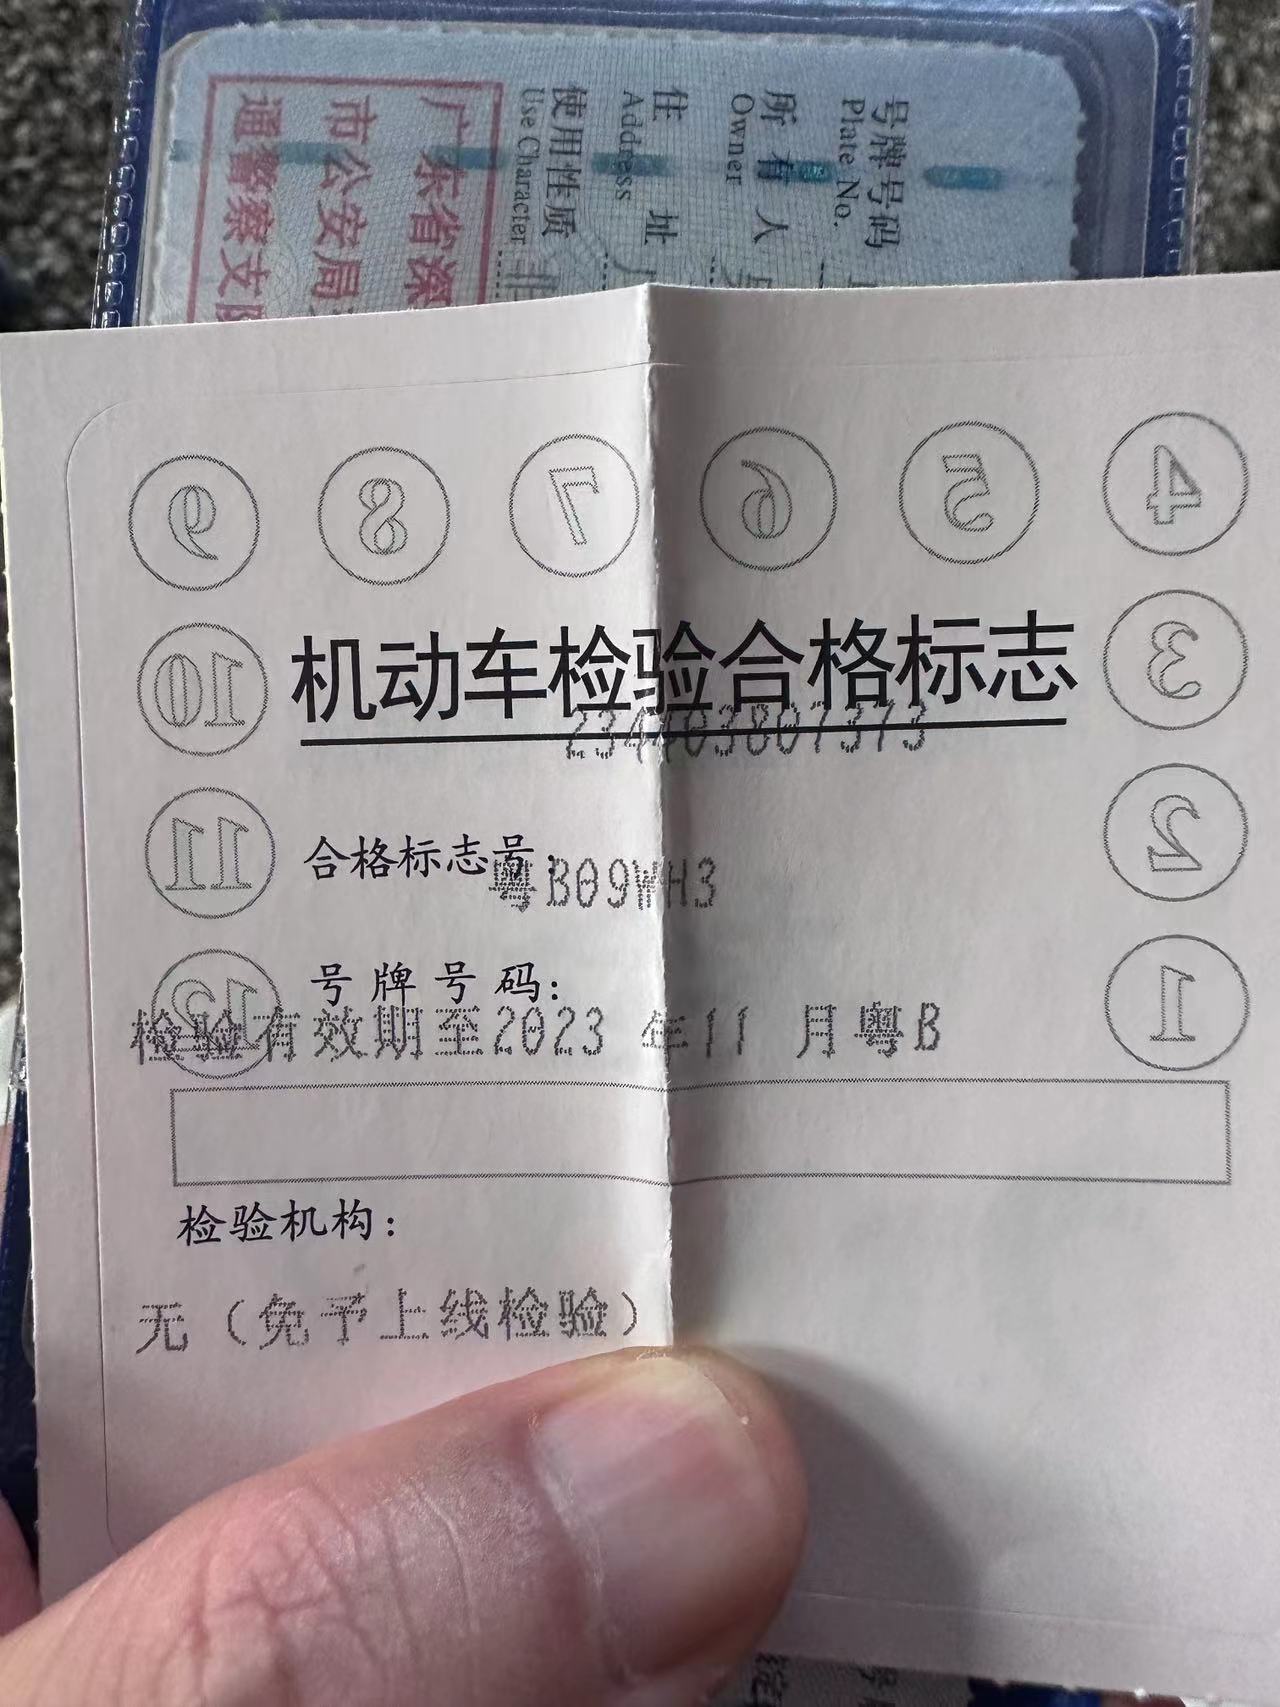 号牌号码
Plate No.
所有人
Owner
住 址
Address
使用性质
Use Character
非
广东省深
市公安局
通警察支队
9 8 7 6 5 4
10 3
机动车检验合格标志
234403807373
11 2
合格标志号:
粤B09WH3
12 1
号牌号码:
检验有效期至2023 年11 月粤B
检验机构:
无(免予上线检验)